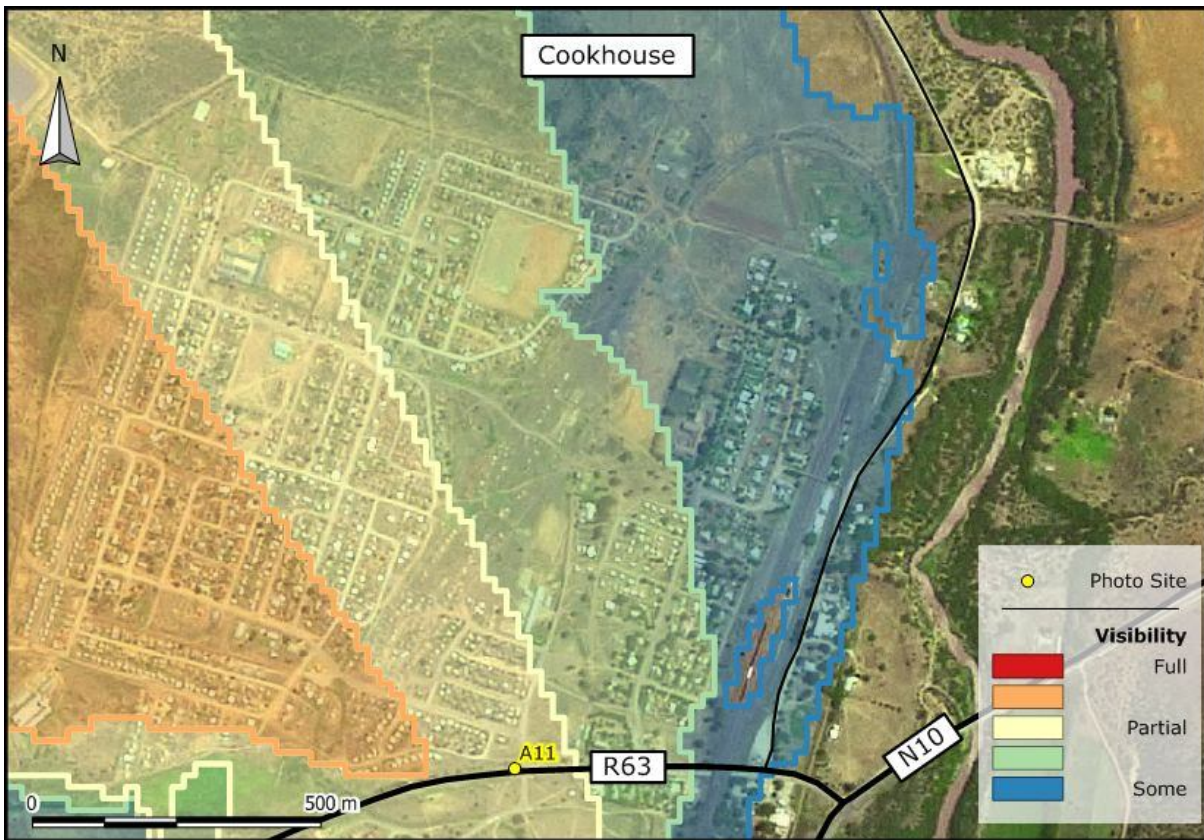 Cookhouse
N
A11
R63
N10
0
500 m
Photo Site
Visibility
Full
Partial
Some